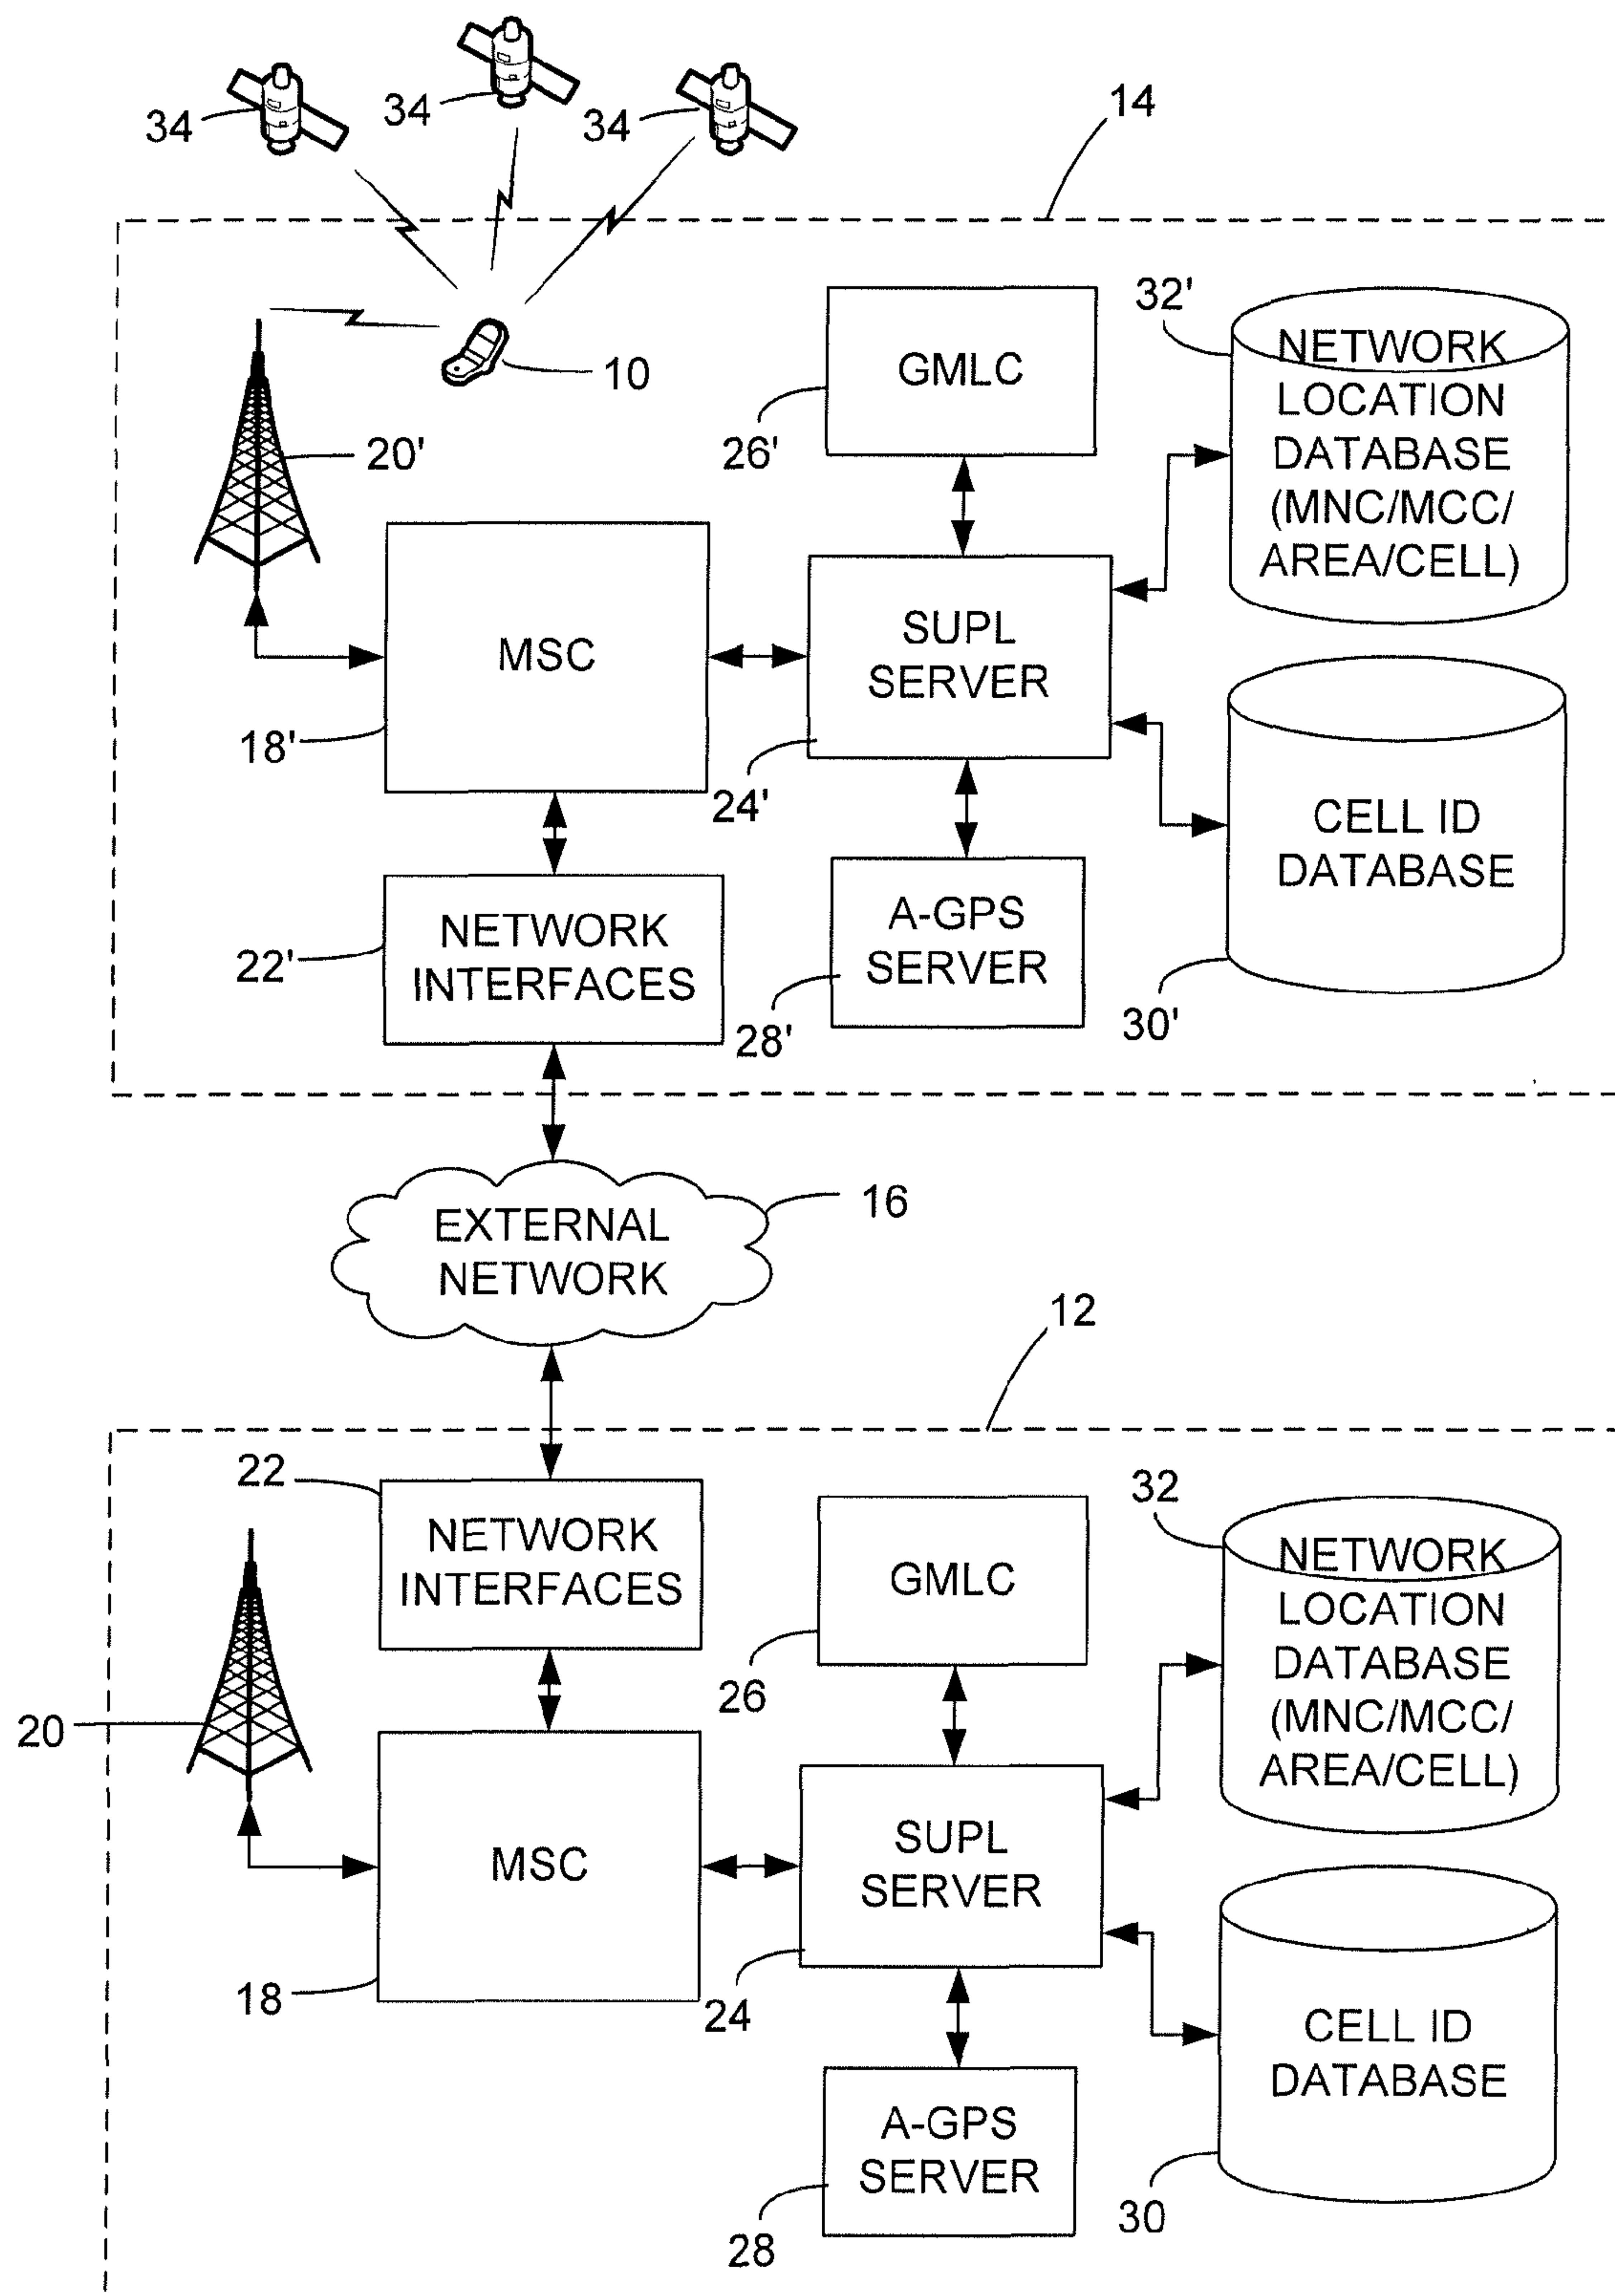 34
34
34
14
10
20'
GMLC
26'
32'
NETWORK
LOCATION
DATABASE
(MNC/MCC/
AREA/CELL)
MSC
18'
SUPL
SERVER
24'
CELL ID
DATABASE
30'
NETWORK
INTERFACES
22'
A-GPS
SERVER
28'
EXTERNAL
NETWORK
16
12
22
NETWORK
INTERFACES
GMLC
26
32
NETWORK
LOCATION
DATABASE
(MNC/MCC/
AREA/CELL)
20
MSC
18
SUPL
SERVER
24
CELL ID
DATABASE
30
A-GPS
SERVER
28